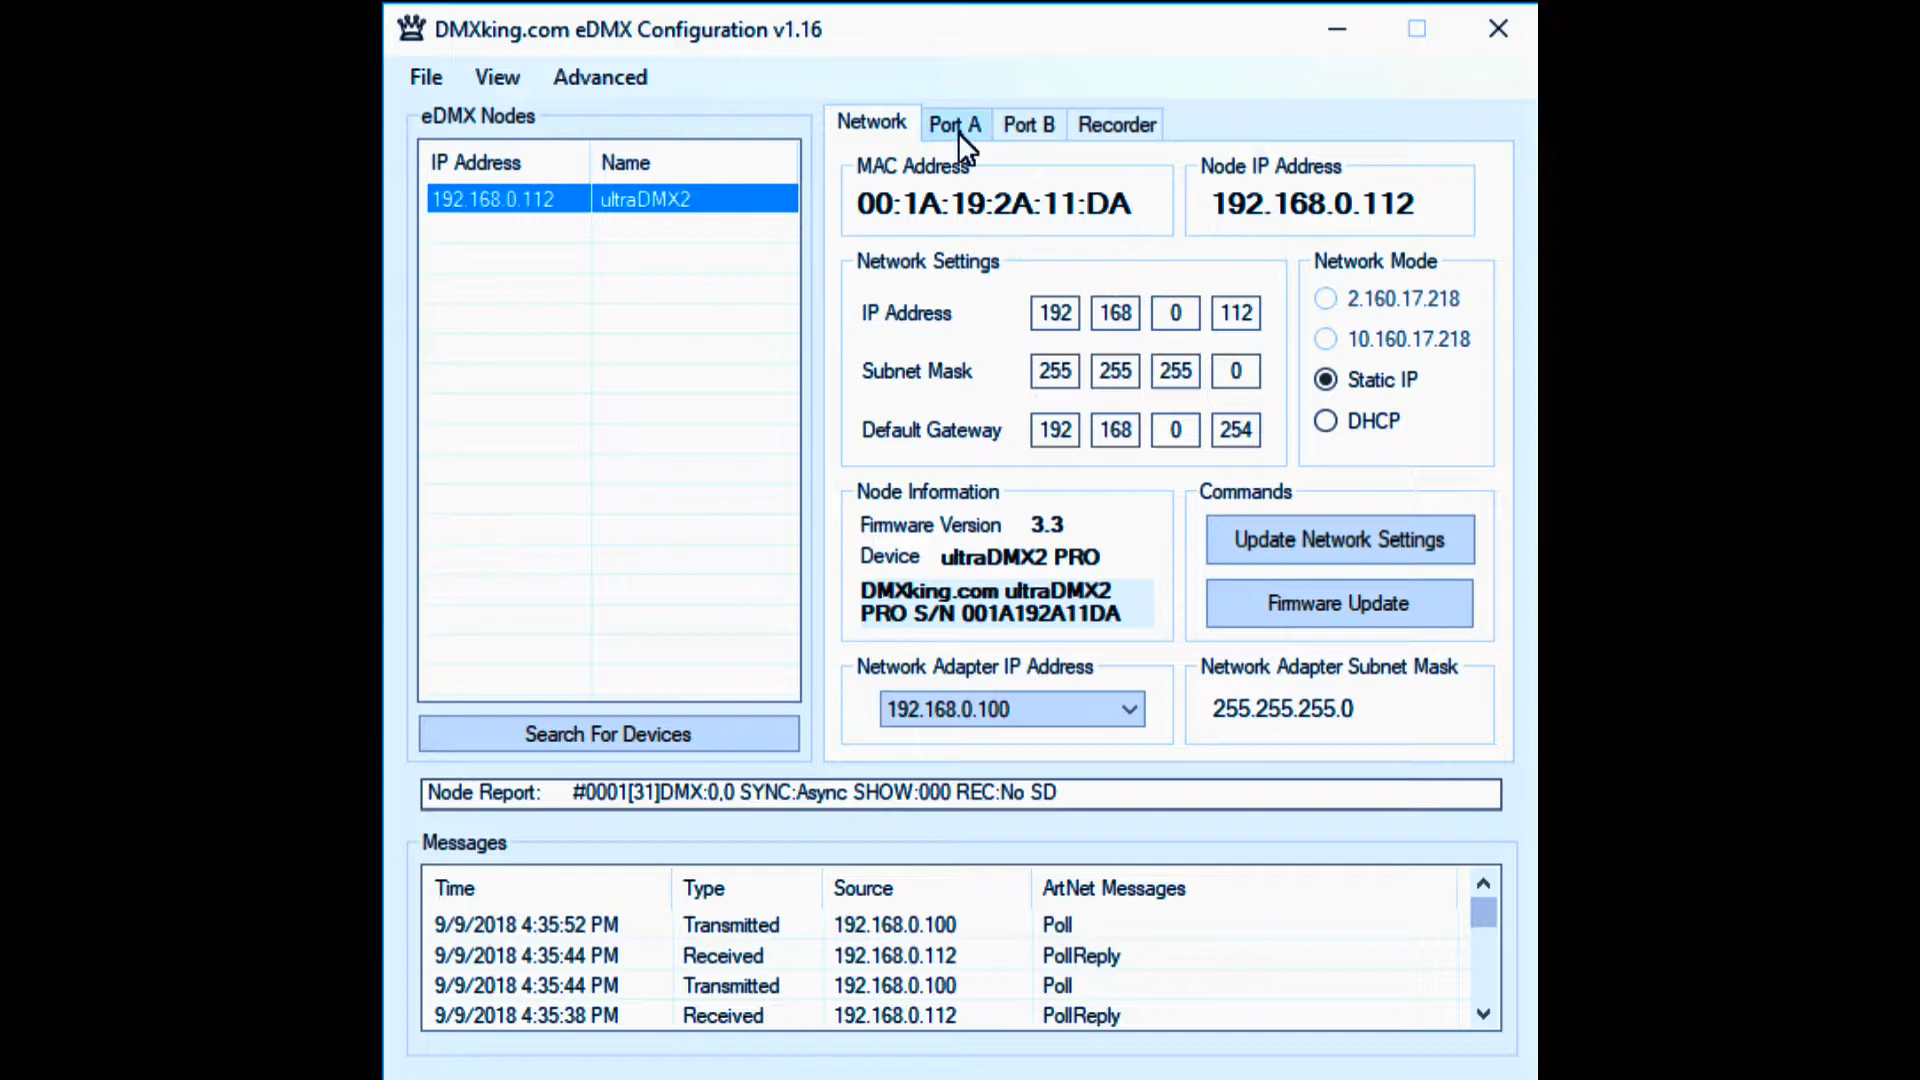 DMXking.com eDMX Configuration v1.16
File View Advanced
eDMX Nodes
IP Address Name
192.168.0.112 ultraDMX2
Search For Devices
Network Port A Port B Recorder
MAC Address
00:1A:19:2A:11:DA
Node IP Address
192.168.0.112
Network Settings
IP Address 192 168 0 112
Subnet Mask 255 255 255 0
Default Gateway 192 168 0 254
Network Mode
2.160.17.218
10.160.17.218
Static IP
DHCP
Node Information
Firmware Version 3.3
Device ultraDMX2 PRO
DMXking.com ultraDMX2
PRO S/N 001A192A11DA
Commands
Update Network Settings
Firmware Update
Network Adapter IP Address
192.168.0.100
Network Adapter Subnet Mask
255.255.255.0
Node Report: #0001[31]DMX:0,0 SYNC:Async SHOW:000 REC:No SD
Messages
Time Type Source ArtNet Messages
9/9/2018 4:35:52 PM Transmitted 192.168.0.100 Poll
9/9/2018 4:35:44 PM Received 192.168.0.112 PollReply
9/9/2018 4:35:44 PM Transmitted 192.168.0.100 Poll
9/9/2018 4:35:38 PM Received 192.168.0.112 PollReply